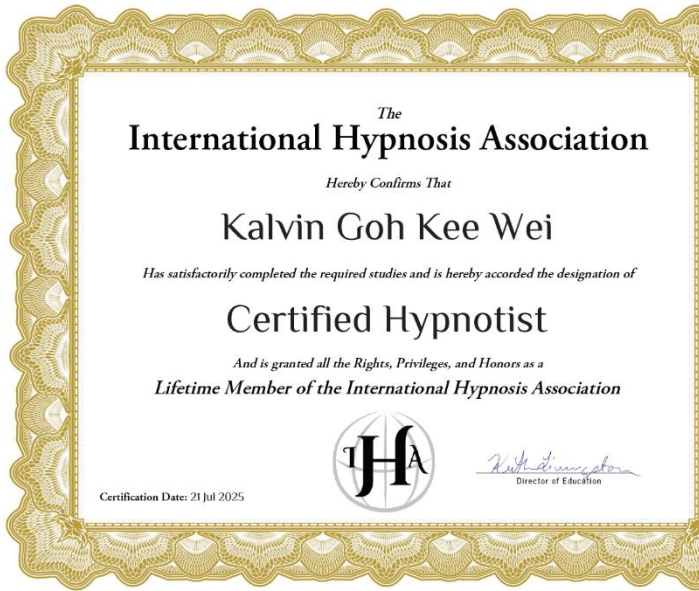 The
International Hypnosis Association
Hereby Confirms That
Kalvin Goh Kee Wei
Has satisfactorily completed the required studies and is hereby accorded the designation of
Certified Hypnotist
And is granted all the Rights, Privileges, and Honors as a
Lifetime Member of the International Hypnosis Association
IHA
Keith Livingston
Director of Education
Certification Date: 21 Jul 2025